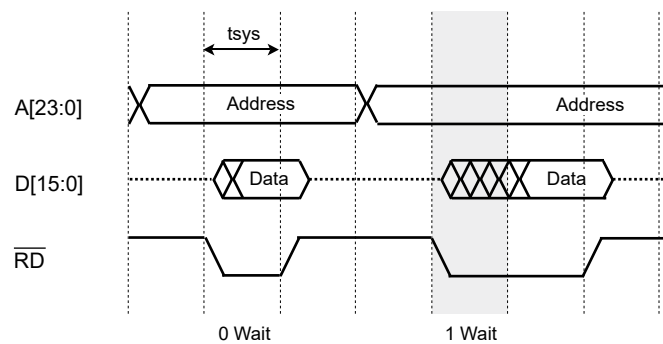 tsys
A[23:0] Address Address
D[15:0] Data Data
RD
0 Wait 1 Wait